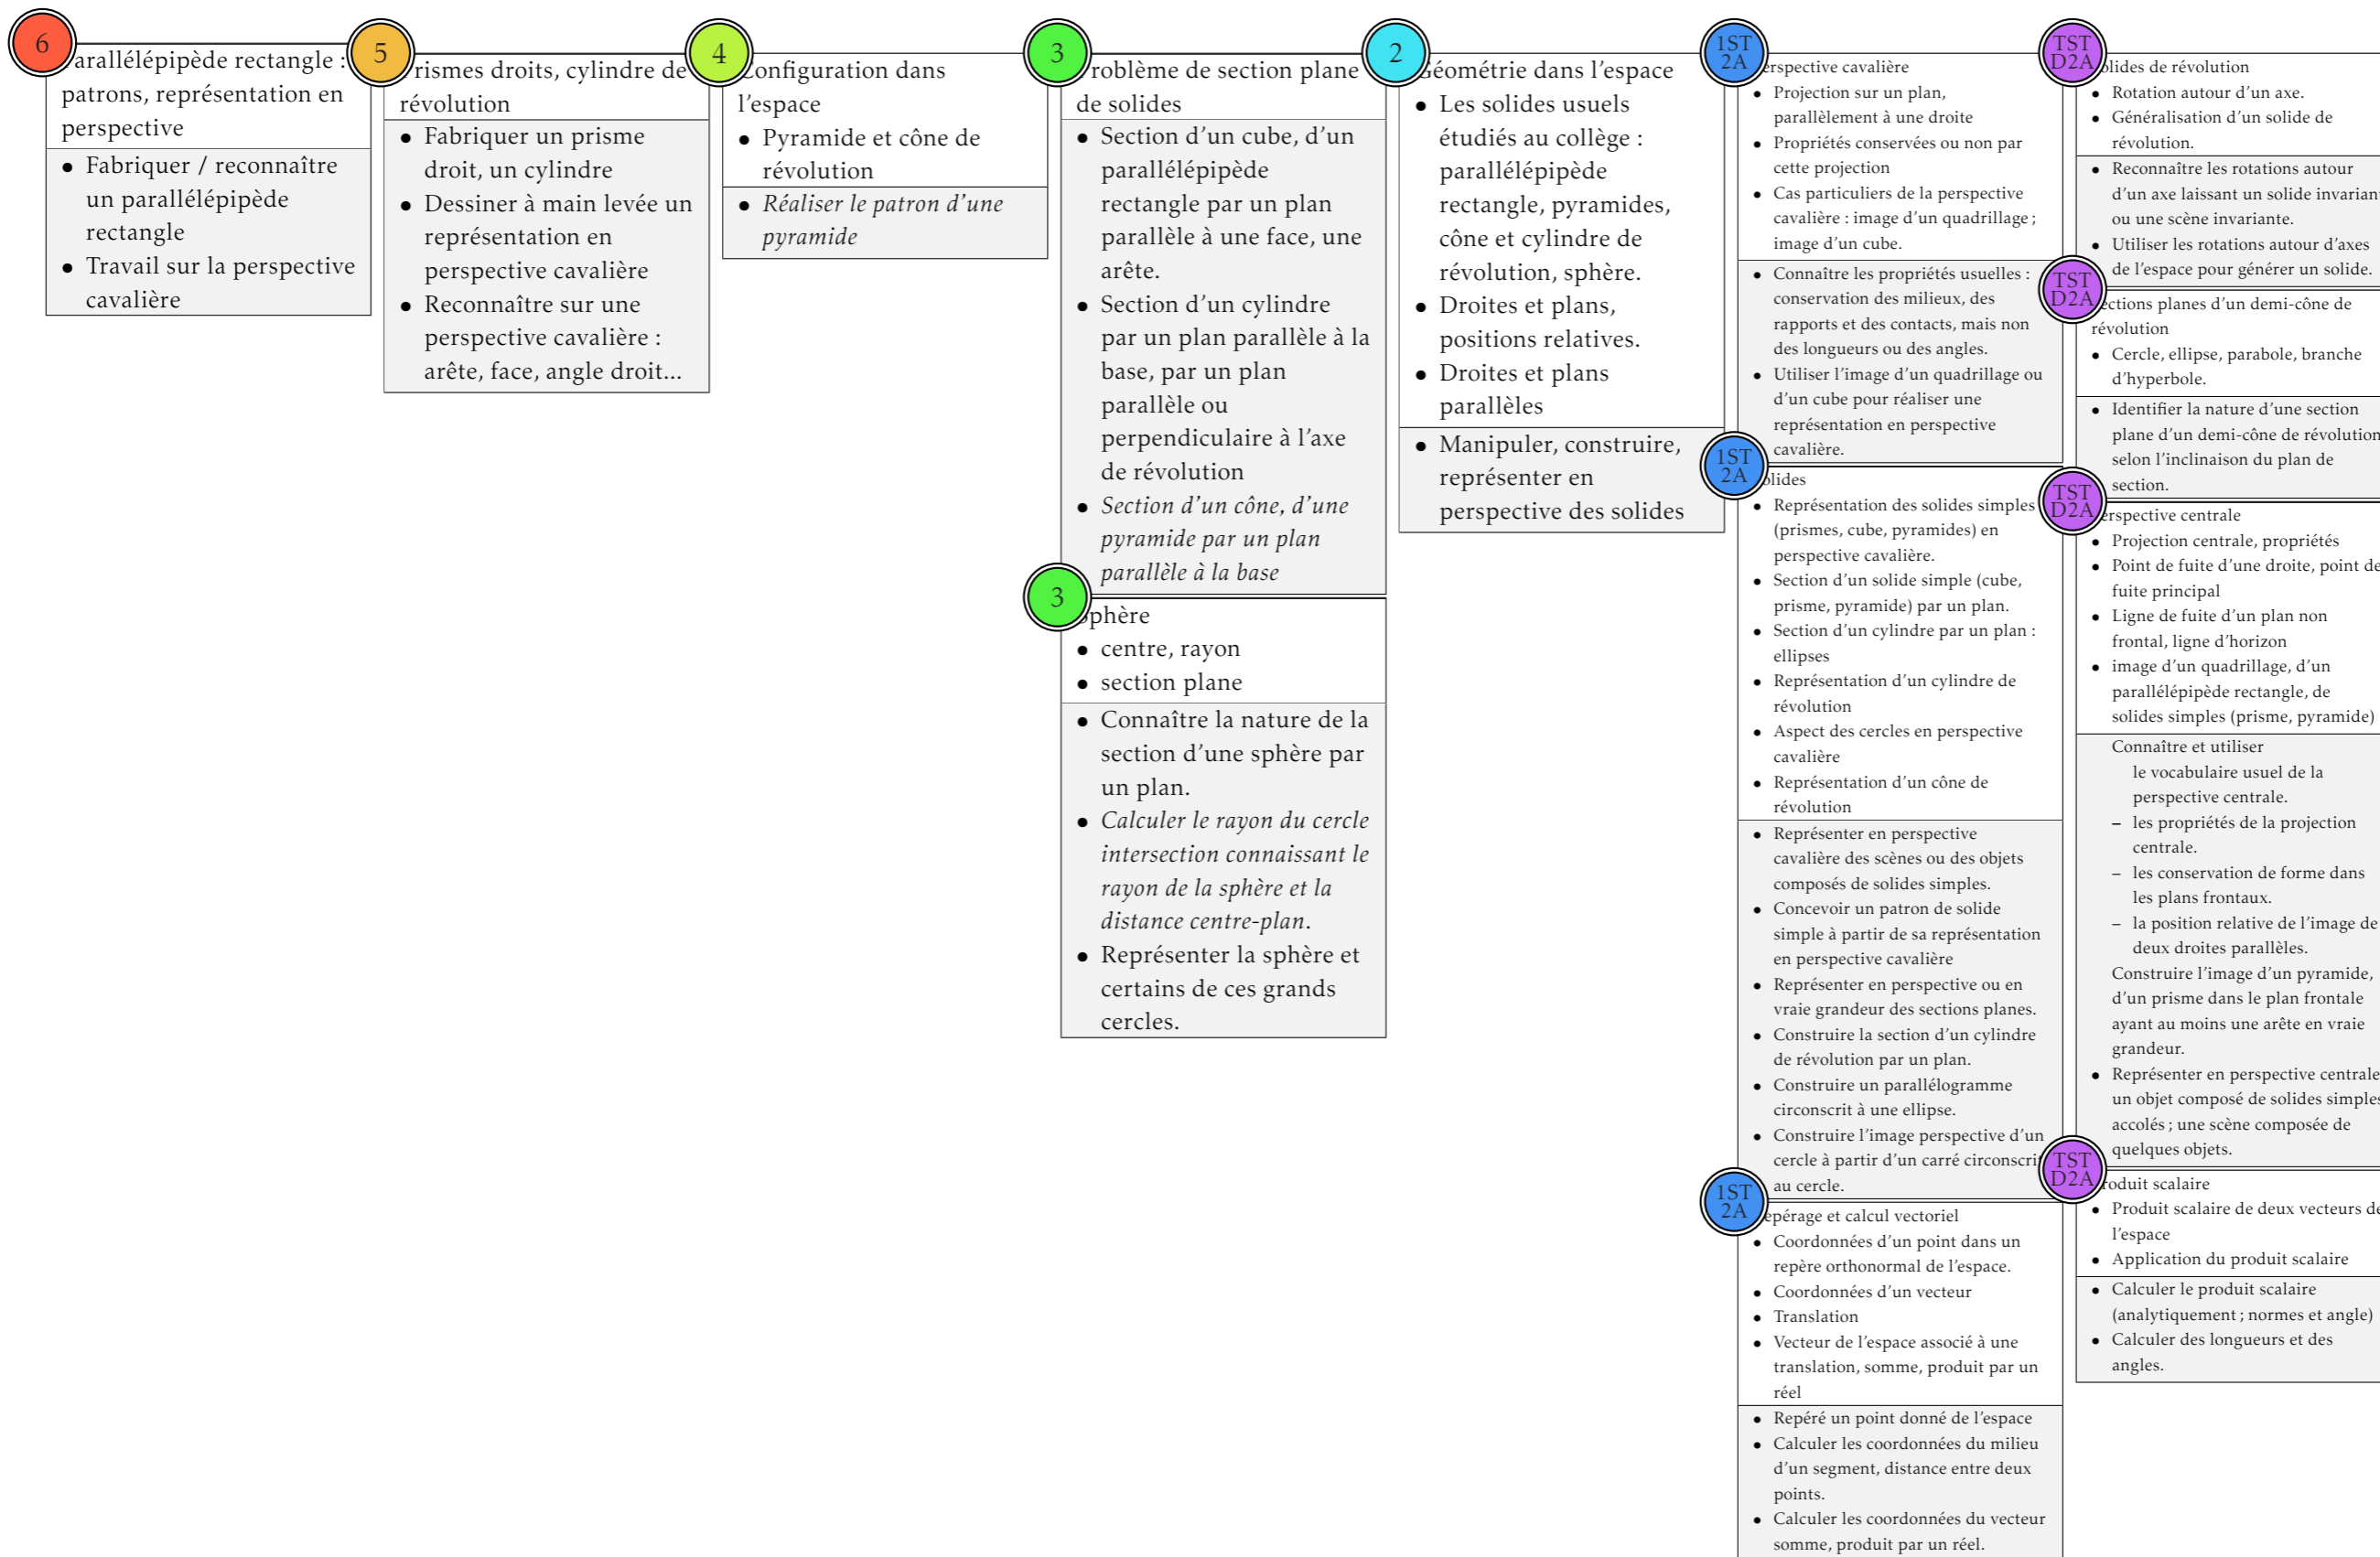 6
arallélépipède rectangle :
patrons, représentation en
perspective
• Fabriquer / reconnaître
un parallélépipède
rectangle
• Travail sur la perspective
cavalière
5
rismes droits, cylindre de
révolution
• Fabriquer un prisme
droit, un cylindre
• Dessiner à main levée un
représentation en
perspective cavalière
• Reconnaître sur une
perspective cavalière :
arête, face, angle droit...
4
onfiguration dans
l'espace
• Pyramide et cône de
révolution
• Réaliser le patron d'une
pyramide
3
roblème de section plane
de solides
• Section d'un cube, d'un
parallélépipède
rectangle par un plan
parallèle à une face, une
arête.
• Section d'un cylindre
par un plan parallèle à la
base, par un plan
parallèle ou
perpendiculaire à l'axe
de révolution
• Section d'un cône, d'une
pyramide par un plan
parallèle à la base
3
phère
• centre, rayon
• section plane
• Connaître la nature de la
section d'une sphère par
un plan.
• Calculer le rayon du cercle
intersection connaissant le
rayon de la sphère et la
distance centre-plan.
• Représenter la sphère et
certains de ces grands
cercles.
2
Géométrie dans l'espace
• Les solides usuels
étudiés au collège :
parallélépipède
rectangle, pyramides,
cône et cylindre de
révolution, sphère.
• Droites et plans,
positions relatives.
• Droites et plans
parallèles
• Manipuler, construire,
représenter en
perspective des solides
1ST
2A
erspective cavalière
• Projection sur un plan,
parallèlement à une droite
• Propriétés conservées ou non par
cette projection
• Cas particuliers de la perspective
cavalière : image d'un quadrillage ;
image d'un cube.
• Connaître les propriétés usuelles :
conservation des milieux, des
rapports et des contacts, mais non
des longueurs ou des angles.
• Utiliser l'image d'un quadrillage ou
d'un cube pour réaliser une
représentation en perspective
cavalière.
1ST
2A
olides
• Représentation des solides simples
(prismes, cube, pyramides) en
perspective cavalière.
• Section d'un solide simple (cube,
prisme, pyramide) par un plan.
• Section d'un cylindre par un plan :
ellipses
• Représentation d'un cylindre de
révolution
• Aspect des cercles en perspective
cavalière
• Représentation d'un cône de
révolution
• Représenter en perspective
cavalière des scènes ou des objets
composés de solides simples.
• Concevoir un patron de solide
simple à partir de sa représentation
en perspective cavalière
• Représenter en perspective ou en
vraie grandeur des sections planes.
• Construire la section d'un cylindre
de révolution par un plan.
• Construire un parallélogramme
circonscrit à une ellipse.
• Construire l'image perspective d'un
cercle à partir d'un carré circonscri
au cercle.
1ST
2A
epérage et calcul vectoriel
• Coordonnées d'un point dans un
repère orthonormal de l'espace.
• Coordonnées d'un vecteur
• Translation
• Vecteur de l'espace associé à une
translation, somme, produit par un
réel
• Repéré un point donné de l'espace
• Calculer les coordonnées du milieu
d'un segment, distance entre deux
points.
• Calculer les coordonnées du vecteur
somme, produit par un réel.
TST
D2A
olides de révolution
• Rotation autour d'un axe.
• Généralisation d'un solide de
révolution.
• Reconnaître les rotations autour
d'un axe laissant un solide invarian
ou une scène invariante.
• Utiliser les rotations autour d'axes
de l'espace pour générer un solide.
TST
D2A
ections planes d'un demi-cône de
révolution
• Cercle, ellipse, parabole, branche
d'hyperbole.
• Identifier la nature d'une section
plane d'un demi-cône de révolution
selon l'inclinaison du plan de
section.
TST
D2A
erspective centrale
• Projection centrale, propriétés
• Point de fuite d'une droite, point de
fuite principal
• Ligne de fuite d'un plan non
frontal, ligne d'horizon
• image d'un quadrillage, d'un
parallélépipède rectangle, de
solides simples (prisme, pyramide)
Connaître et utiliser
le vocabulaire usuel de la
perspective centrale.
– les propriétés de la projection
centrale.
– les conservation de forme dans
les plans frontaux.
– la position relative de l'image de
deux droites parallèles.
Construire l'image d'un pyramide,
d'un prisme dans le plan frontale
ayant au moins une arête en vraie
grandeur.
• Représenter en perspective centrale
un objet composé de solides simples
accolés ; une scène composée de
quelques objets.
TST
D2A
roduit scalaire
• Produit scalaire de deux vecteurs de
l'espace
• Application du produit scalaire
• Calculer le produit scalaire
(analytiquement ; normes et angle)
• Calculer des longueurs et des
angles.